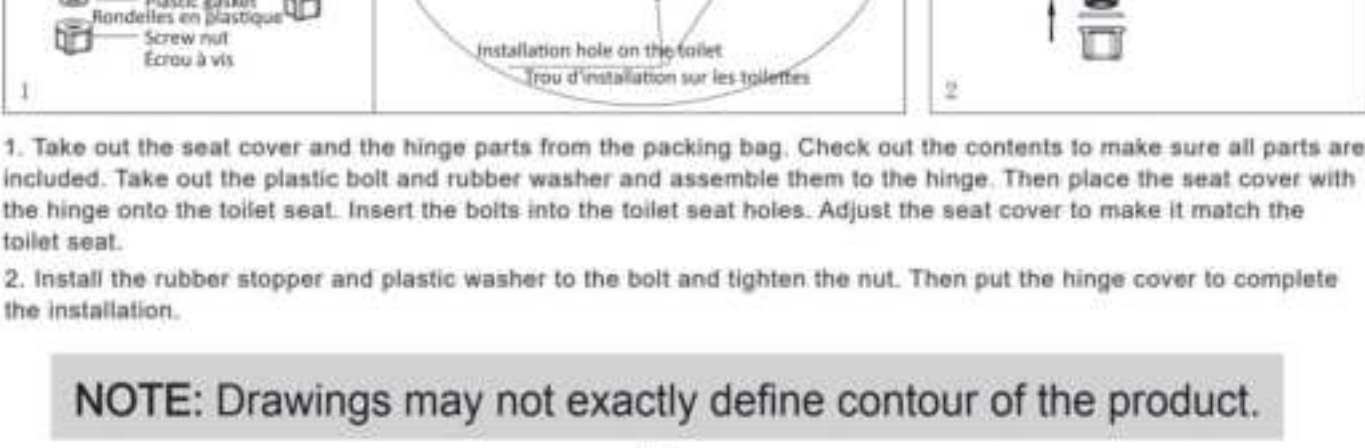 Plastic gasket
Rondelles en plastique
Screw nut
Écrou à vis
1
Installation hole on the toilet
Trou d'installation sur les toilettes
2
1. Take out the seat cover and the hinge parts from the packing bag. Check out the contents to make sure all parts are
included. Take out the plastic bolt and rubber washer and assemble them to the hinge. Then place the seat cover with
the hinge onto the toilet seat. Insert the bolts into the toilet seat holes. Adjust the seat cover to make it match the
toilet seat.
2. Install the rubber stopper and plastic washer to the bolt and tighten the nut. Then put the hinge cover to complete
the installation.
NOTE: Drawings may not exactly define contour of the product.